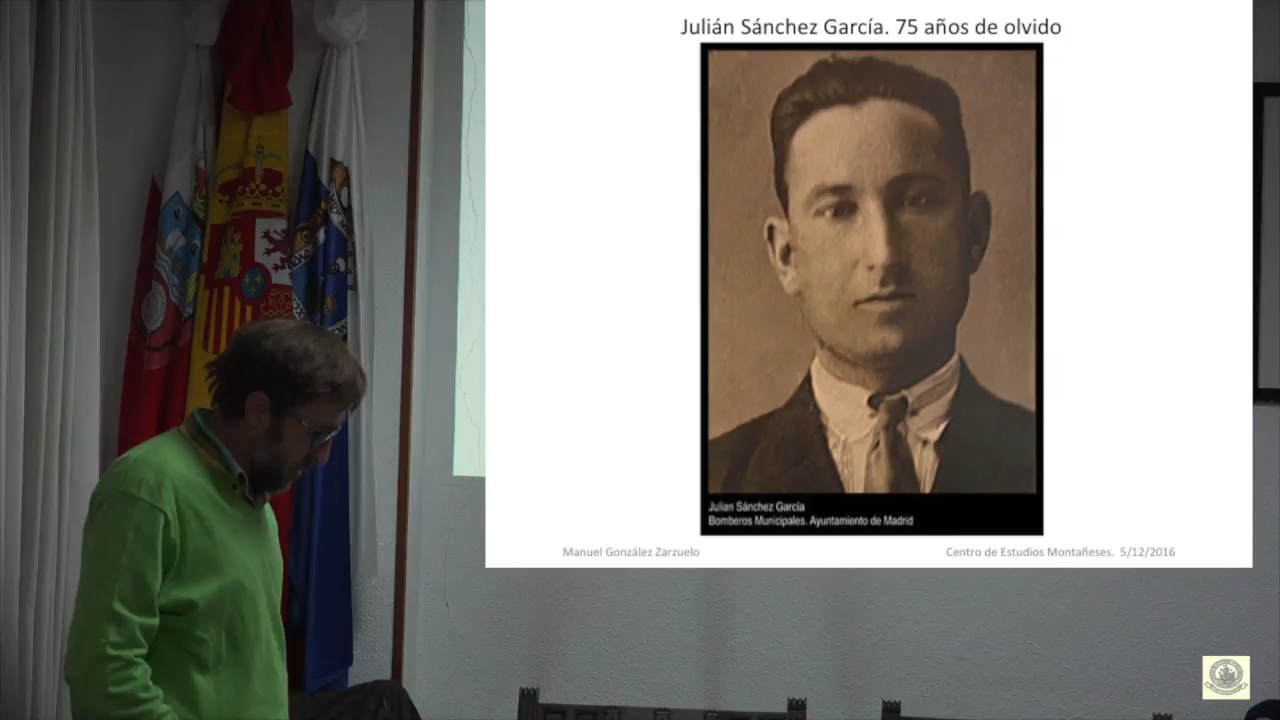 Julián Sánchez García. 75 años de olvido
Julian Sánchez García
Bomberos Municipales. Ayuntamiento de Madrid
Manuel González Zarzuelo
Centro de Estudios Montañeses. 5/12/2016